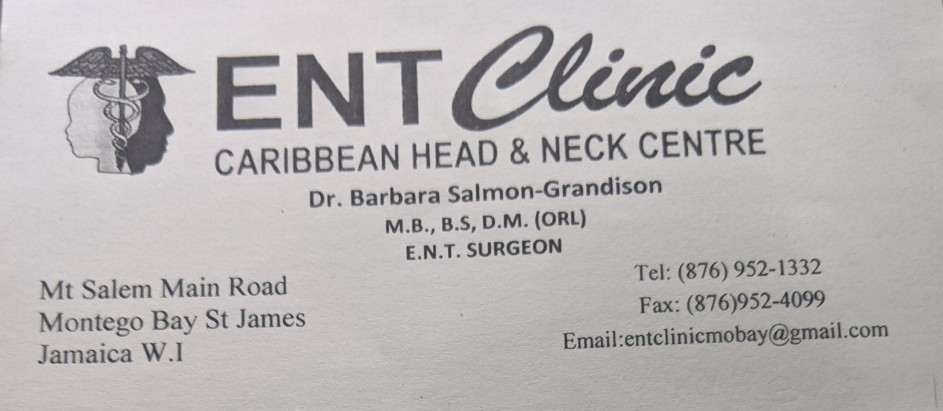 ENT Clinic
CARIBBEAN HEAD & NECK CENTRE
Dr. Barbara Salmon-Grandison
M.B., B.S, D.M. (ORL)
E.N.T. SURGEON
Mt Salem Main Road
Montego Bay St James
Jamaica W.I
Tel: (876) 952-1332
Fax: (876)952-4099
Email:entclinicmobay@gmail.com